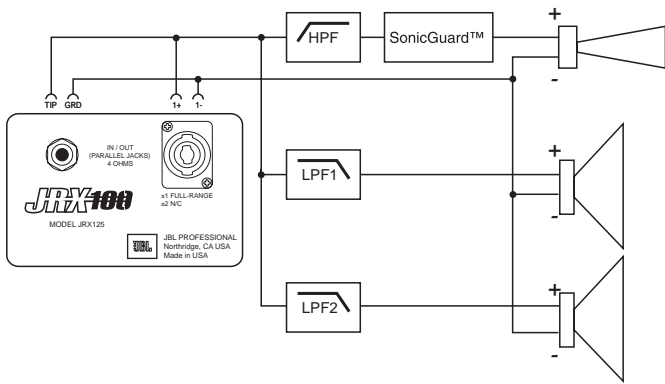 +
HPF
SonicGuard™
-
TIP GRD 1+ 1-
IN / OUT
(PARALLEL JACKS)
4 OHMS
JRX100
±1 FULL-RANGE
±2 N/C
MODEL JRX125
JBL
JBL PROFESSIONAL
Northridge, CA USA
Made in USA
+
LPF1
-
+
LPF2
-